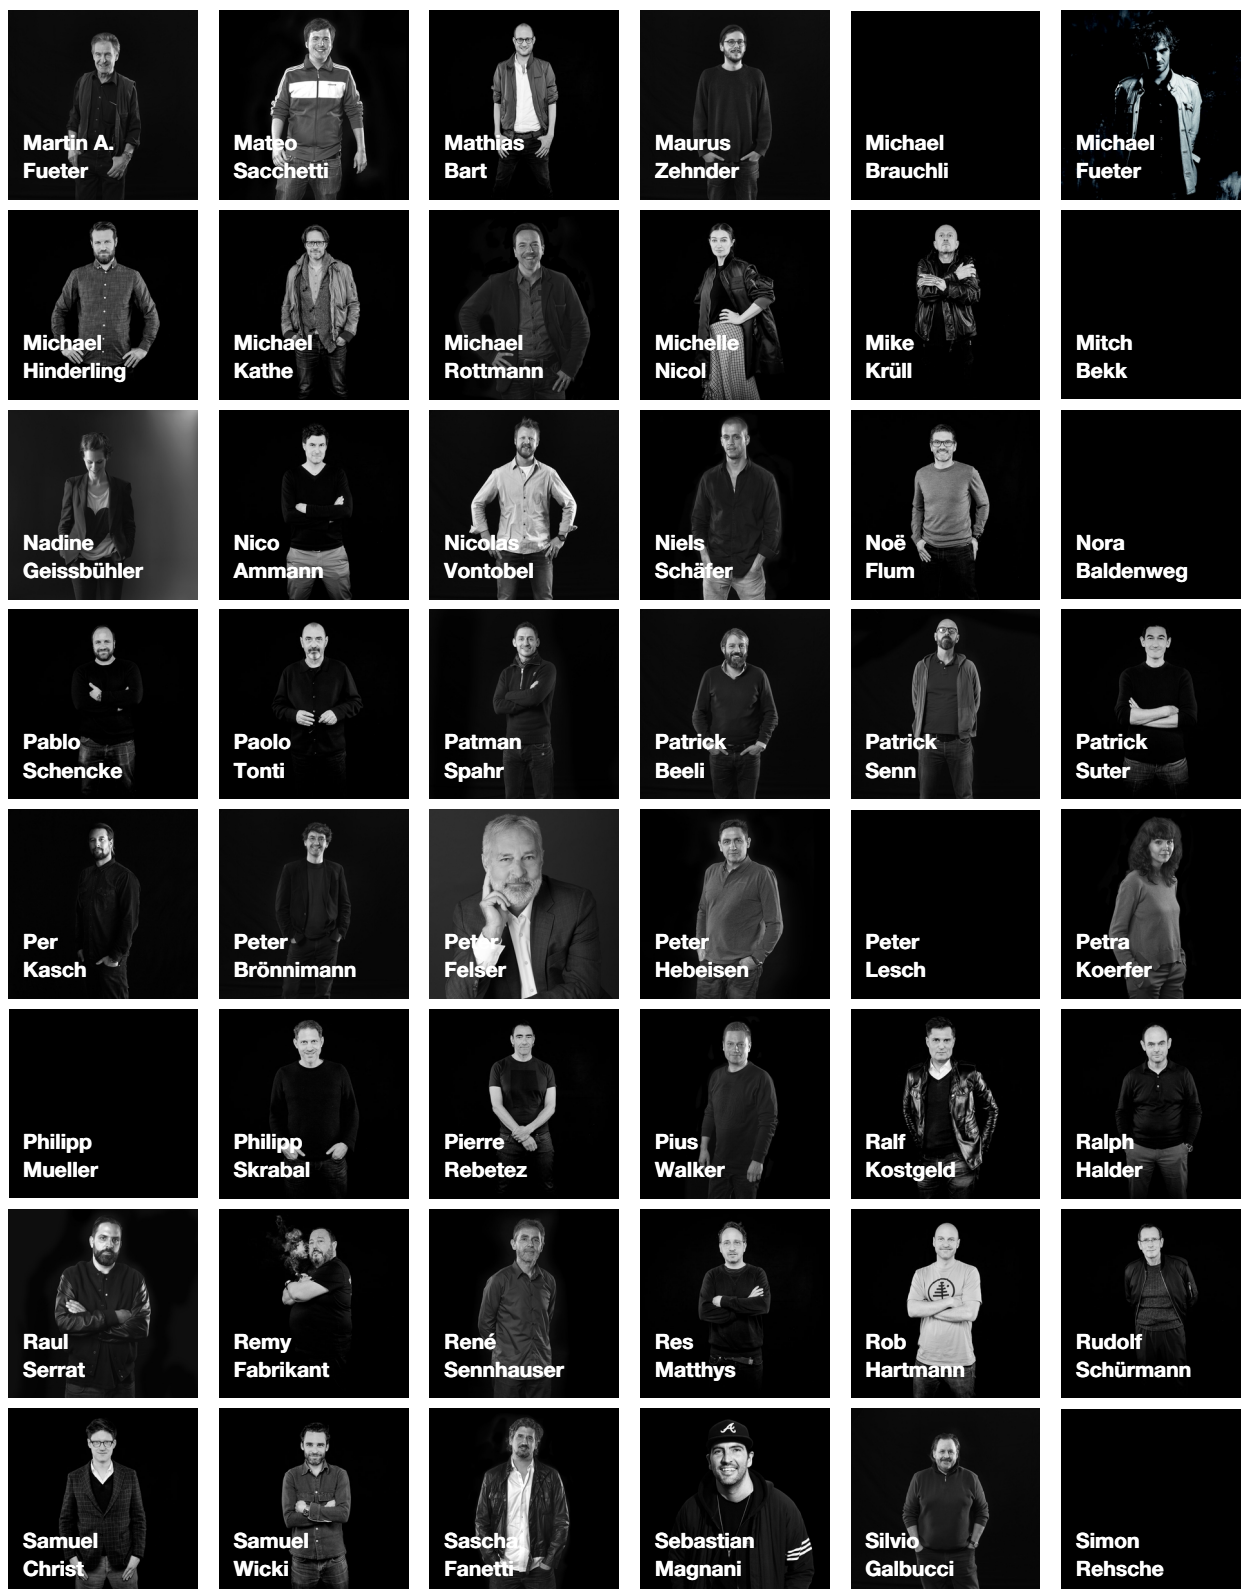 Martin A.
Fueter
Mateo
Sacchetti
Mathias
Bart
Maurus
Zehnder
Michael
Brauchli
Michael
Fueter
Michael
Hinderling
Michael
Kathe
Michael
Rottmann
Michelle
Nicol
Mike
Krüll
Mitch
Bekk
Nadine
Geissbühler
Nico
Ammann
Nicolas
Vontobel
Niels
Schäfer
Noë
Flum
Nora
Baldenweg
Pablo
Schencke
Paolo
Tonti
Patman
Spahr
Patrick
Beeli
Patrick
Senn
Patrick
Suter
Per
Kasch
Peter
Brönnimann
Peter
Felser
Peter
Hebeisen
Peter
Lesch
Petra
Koerfer
Philipp
Mueller
Philipp
Skrabal
Pierre
Rebetez
Pius
Walker
Ralf
Kostgeld
Ralph
Halder
Raul
Serrat
Remy
Fabrikant
René
Sennhauser
Res
Matthys
Rob
Hartmann
Rudolf
Schürmann
Samuel
Christ
Samuel
Wicki
Sascha
Fanetti
Sebastian
Magnani
Silvio
Galbucci
Simon
Rehsche